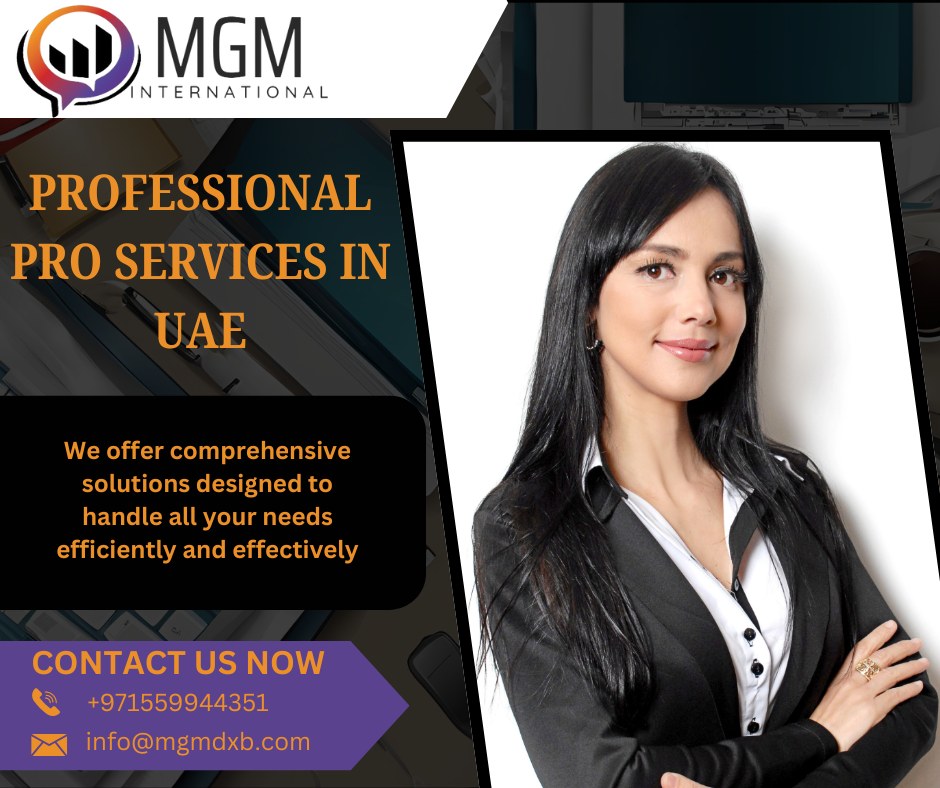 MGM
INTERNATIONAL
PROFESSIONAL
PRO SERVICES IN
UAE
We offer comprehensive
solutions designed to
handle all your needs
efficiently and effectively
CONTACT US NOW
+971559944351
info@mgmdxb.com